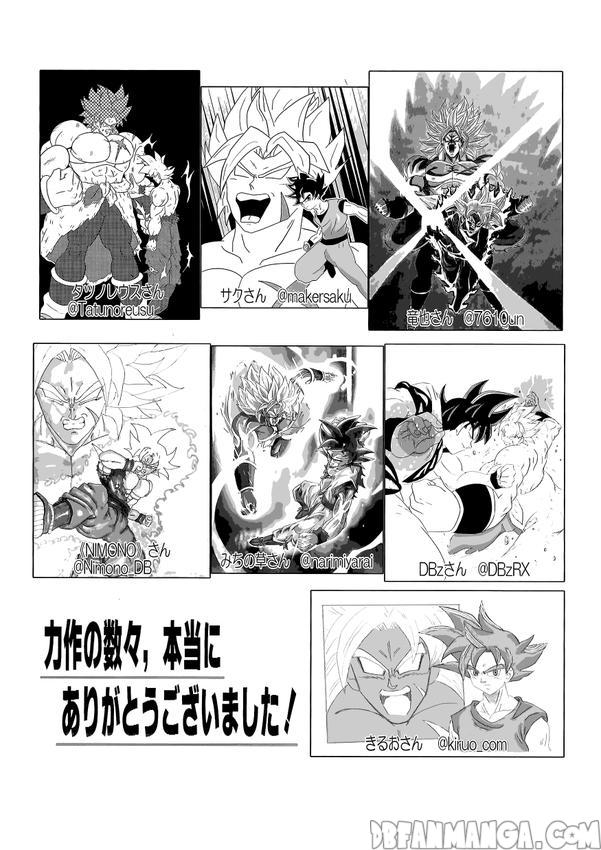 タツノレウスさん
@Tatunoreusu
サクさん @makersaku
竜也さん @7610un
(NIMONO) さん
@Nimono_DB
みちの草さん @narimiyarai
DBzさん @DBzRX
力作の数々，本当に
ありがとうございました！
きるおさん @kiruo_com
DBFANMANGA.COM